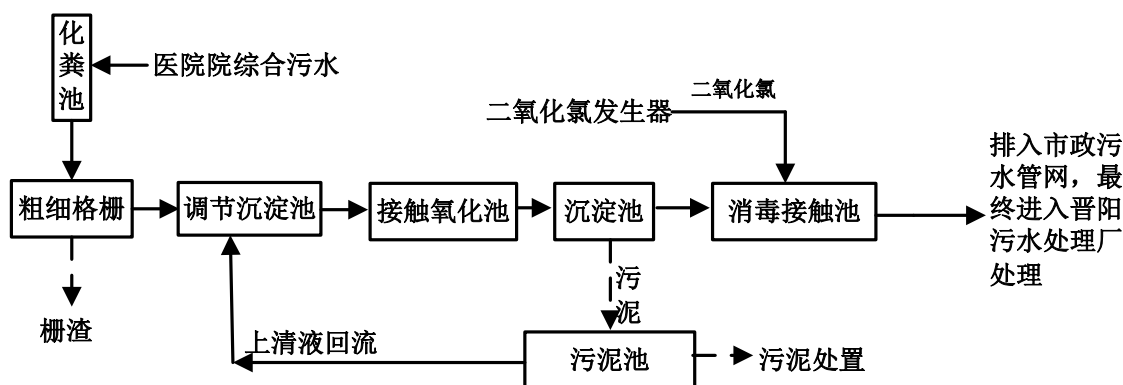 化
粪
池
医院院综合污水
二氧化氯
二氧化氯发生器
排入市政污
水管网，最
终进入晋阳
污水处理厂
处理
粗细格栅
调节沉淀池
接触氧化池
沉淀池
消毒接触池
污
泥
栅渣
上清液回流
污泥池
污泥处置